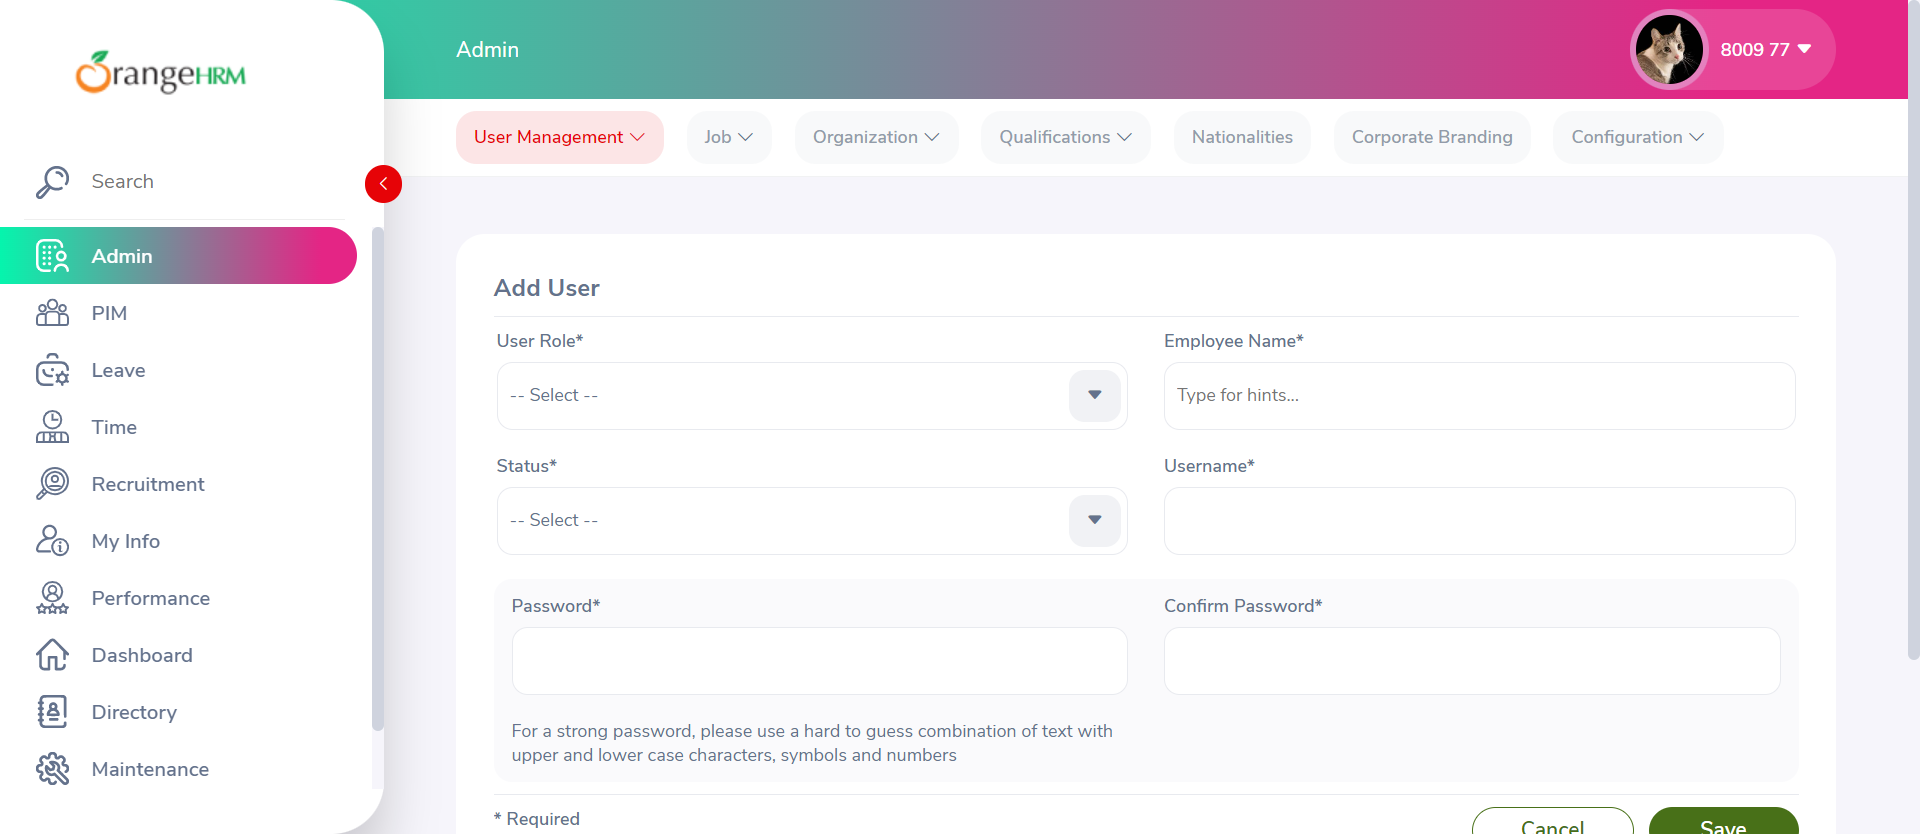 OrangeHRM
Search
Admin
PIM
Leave
Time
Recruitment
My Info
Performance
Dashboard
Directory
Maintenance
Admin
8009 77
User Management
Job
Organization
Qualifications
Nationalities
Corporate Branding
Configuration
Add User
User Role*
-- Select --
Employee Name*
Type for hints...
Status*
-- Select --
Username*
Password*
Confirm Password*
For a strong password, please use a hard to guess combination of text with
upper and lower case characters, symbols and numbers
* Required
Cancel
Save